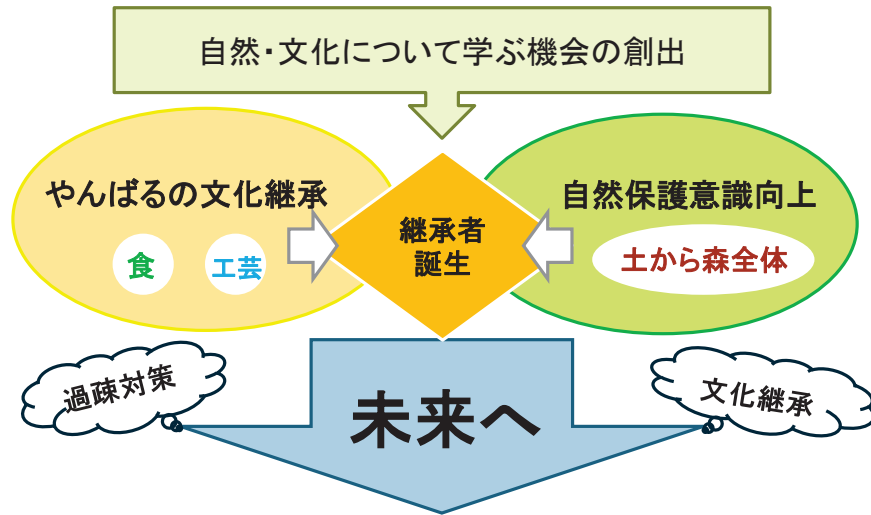 自然・文化について学ぶ機会の創出
やんばるの文化継承
食
工芸
継承者
誕生
自然保護意識向上
土から森全体
過疎対策
未来へ
文化継承